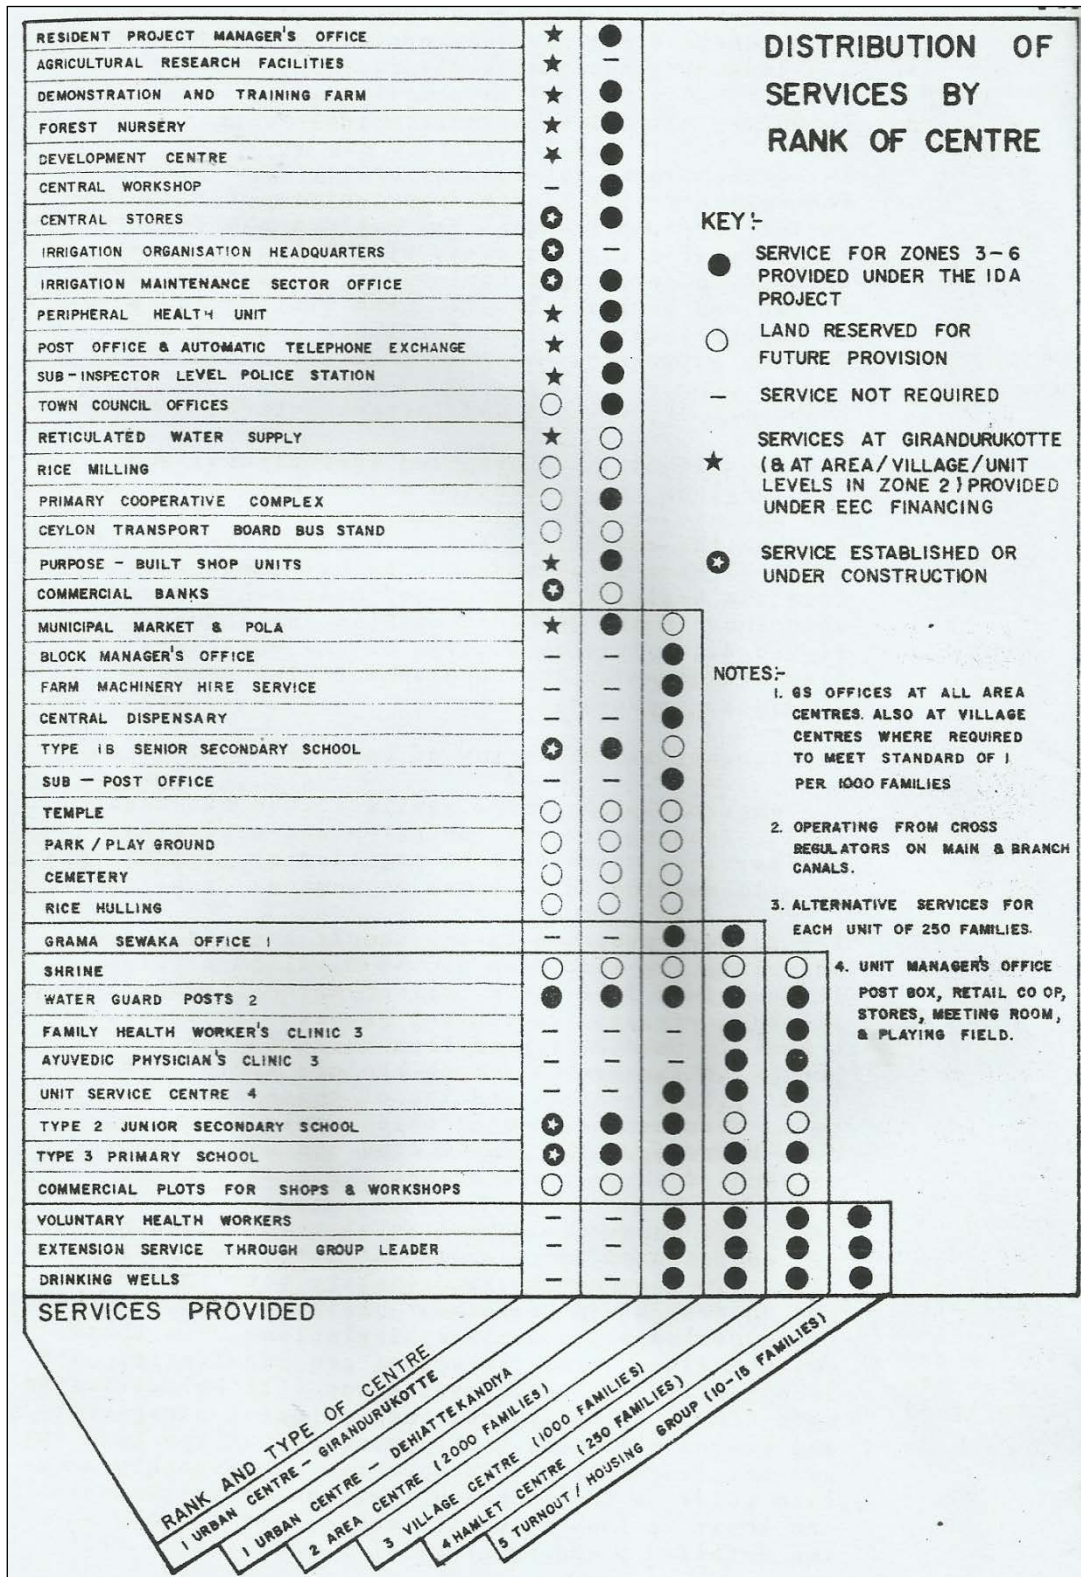 DISTRIBUTION OF
SERVICES BY
RANK OF CENTRE
KEY:-
● SERVICE FOR ZONES 3-6
PROVIDED UNDER THE IDA
PROJECT
○ LAND RESERVED FOR
FUTURE PROVISION
– SERVICE NOT REQUIRED
★ SERVICES AT GIRANDURUKOTTE
(& AT AREA/VILLAGE/UNIT
LEVELS IN ZONE 2) PROVIDED
UNDER EEC FINANCING
✪ SERVICE ESTABLISHED OR
UNDER CONSTRUCTION
NOTES:-
1. GS OFFICES AT ALL AREA
CENTRES. ALSO AT VILLAGE
CENTRES WHERE REQUIRED
TO MEET STANDARD OF 1
PER 1000 FAMILIES
2. OPERATING FROM CROSS
REGULATORS ON MAIN & BRANCH
CANALS.
3. ALTERNATIVE SERVICES FOR
EACH UNIT OF 250 FAMILIES.
4. UNIT MANAGER'S OFFICE
POST BOX, RETAIL CO OP,
STORES, MEETING ROOM,
& PLAYING FIELD.
RESIDENT PROJECT MANAGER'S OFFICE ★ ●
AGRICULTURAL RESEARCH FACILITIES ★ –
DEMONSTRATION AND TRAINING FARM ★ ●
FOREST NURSERY ★ ●
DEVELOPMENT CENTRE ★ ●
CENTRAL WORKSHOP – ●
CENTRAL STORES ✪ ●
IRRIGATION ORGANISATION HEADQUARTERS ✪ –
IRRIGATION MAINTENANCE SECTOR OFFICE ✪ ●
PERIPHERAL HEALTH UNIT ★ ●
POST OFFICE & AUTOMATIC TELEPHONE EXCHANGE ★ ●
SUB-INSPECTOR LEVEL POLICE STATION ★ ●
TOWN COUNCIL OFFICES ○ ●
RETICULATED WATER SUPPLY ★ ○
RICE MILLING ○ ○
PRIMARY COOPERATIVE COMPLEX ○ ●
CEYLON TRANSPORT BOARD BUS STAND ○ ○
PURPOSE - BUILT SHOP UNITS ★ ●
COMMERCIAL BANKS ✪ ○
MUNICIPAL MARKET & POLA ★ ● ○
BLOCK MANAGER'S OFFICE – – ●
FARM MACHINERY HIRE SERVICE – – ●
CENTRAL DISPENSARY – – ●
TYPE 1B SENIOR SECONDARY SCHOOL ✪ ● ○
SUB - POST OFFICE – – ●
TEMPLE ○ ○ ○
PARK / PLAY GROUND ○ ○ ○
CEMETERY ○ ○ ○
RICE HULLING ○ ○ ○
GRAMA SEWAKA OFFICE 1 – – ● ●
SHRINE ○ ○ ○ ○ ○
WATER GUARD POSTS 2 ● ● ● ● ●
FAMILY HEALTH WORKER'S CLINIC 3 – – – ● ●
AYUVEDIC PHYSICIAN'S CLINIC 3 – – – ● ●
UNIT SERVICE CENTRE 4 – – ● ● ●
TYPE 2 JUNIOR SECONDARY SCHOOL ✪ ● ● ○ ○
TYPE 3 PRIMARY SCHOOL ✪ ● ● ● ●
COMMERCIAL PLOTS FOR SHOPS & WORKSHOPS ○ ○ ○ ○ ○
VOLUNTARY HEALTH WORKERS – – ● ● ● ●
EXTENSION SERVICE THROUGH GROUP LEADER – – ● ● ● ●
DRINKING WELLS – – ● ● ● ●
SERVICES PROVIDED
RANK AND TYPE OF CENTRE
1 URBAN CENTRE - GIRANDURUKOTTE
1 URBAN CENTRE - DEHIATTEKANDIYA
2 AREA CENTRE (2000 FAMILIES)
3 VILLAGE CENTRE (1000 FAMILIES)
4 HAMLET CENTRE (250 FAMILIES)
5 TURNOUT / HOUSING GROUP (10-15 FAMILIES)